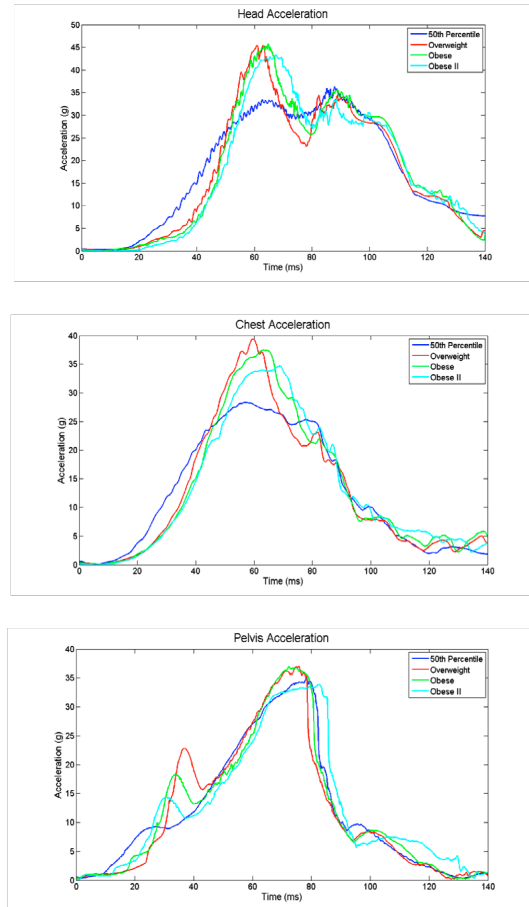 Head Acceleration
50
45
40
35
30
25
20
15
10
5
0
Acceleration (g)
50th Percentile
Overweight
Obese
Obese II
0 20 40 60 80 100 120 140
Time (ms)
Chest Acceleration
40
35
30
25
20
15
10
5
0
Acceleration (g)
50th Percentile
Overweight
Obese
Obese II
0 20 40 60 80 100 120 140
Time (ms)
Pelvis Acceleration
40
35
30
25
20
15
10
5
0
Acceleration (g)
50th Percentile
Overweight
Obese
Obese II
0 20 40 60 80 100 120 140
Time (ms)